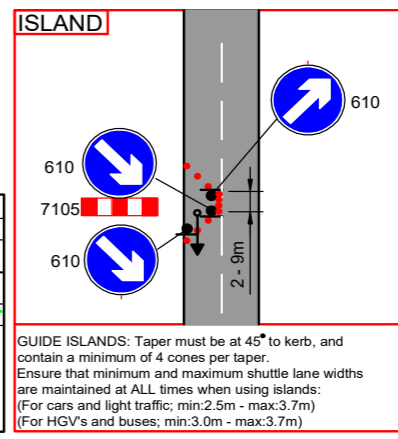 ISLAND
610
610
7105
610
2 - 9m
GUIDE ISLANDS: Taper must be at 45° to kerb, and
contain a minimum of 4 cones per taper.
Ensure that minimum and maximum shuttle lane widths
are maintained at ALL times when using islands:
(For cars and light traffic; min:2.5m - max:3.7m)
(For HGV's and buses; min:3.0m - max:3.7m)